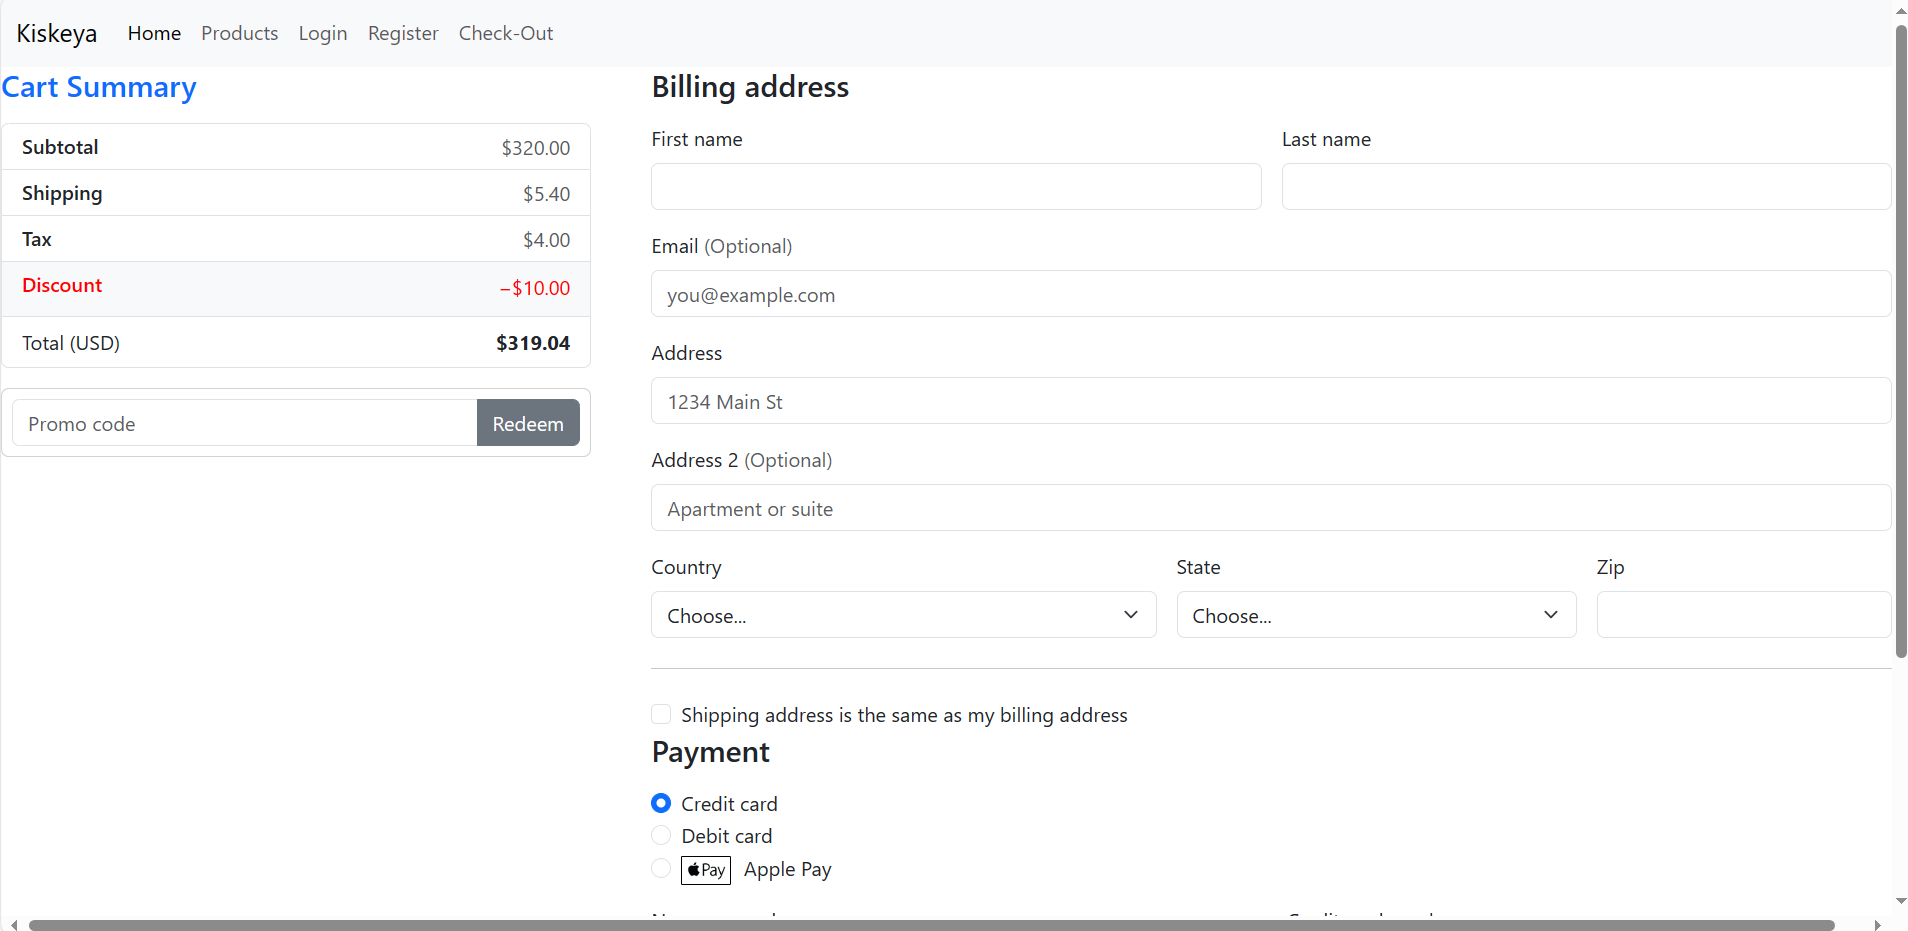 Kiskeya Home Products Login Register Check-Out
Cart Summary
Subtotal $320.00
Shipping $5.40
Tax $4.00
Discount −$10.00
Total (USD) $319.04
Promo code Redeem
Billing address
First name Last name
Email (Optional)
you@example.com
Address
1234 Main St
Address 2 (Optional)
Apartment or suite
Country State Zip
Choose... Choose...
Shipping address is the same as my billing address
Payment
Credit card
Debit card
Pay Apple Pay